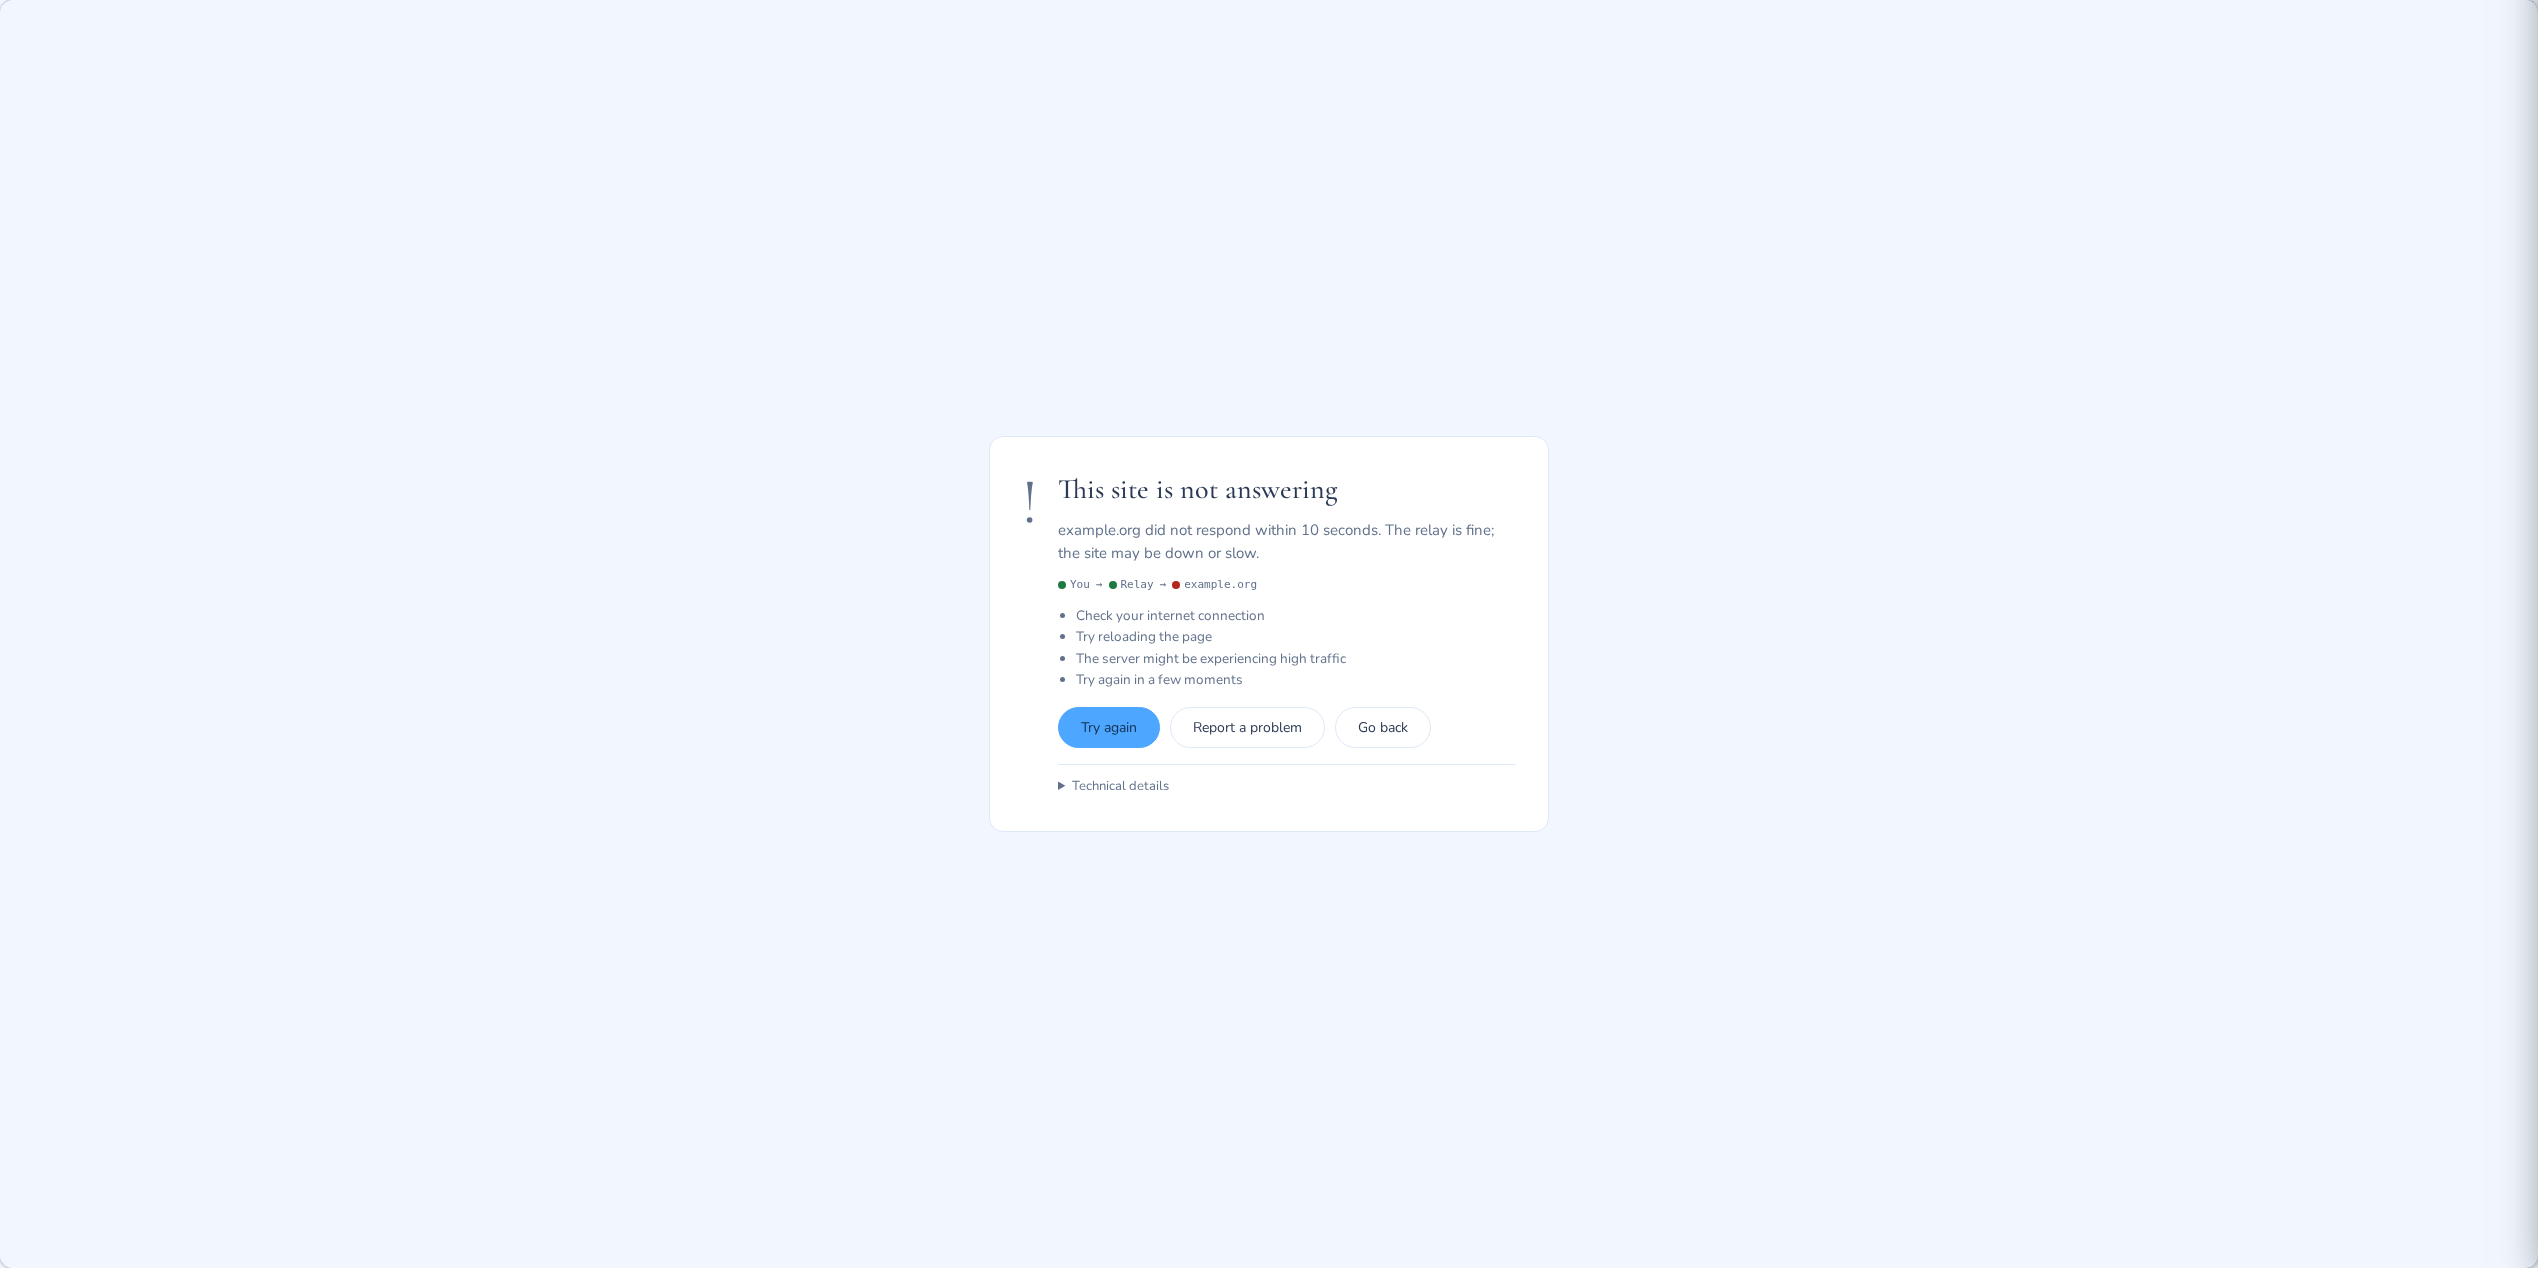 !
This site is not answering
example.org did not respond within 10 seconds. The relay is fine;
the site may be down or slow.
You → Relay → example.org
• Check your internet connection
• Try reloading the page
• The server might be experiencing high traffic
• Try again in a few moments
Try again Report a problem Go back
▶ Technical details